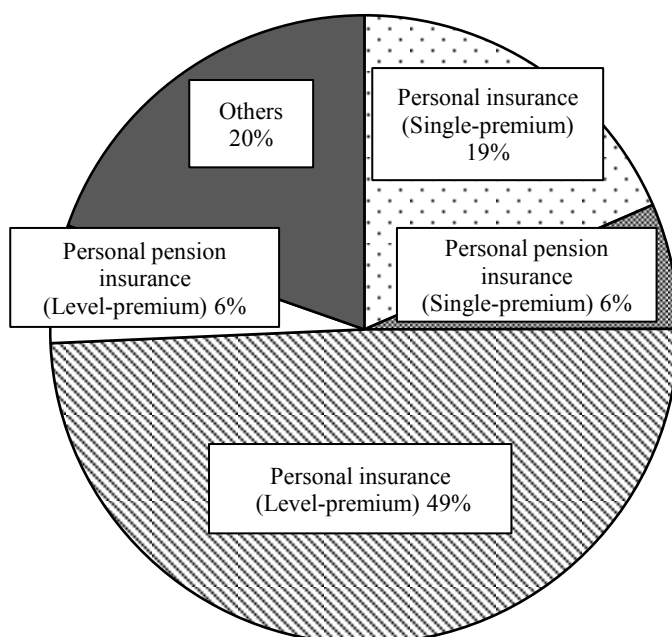 Others
20%
Personal insurance
(Single-premium)
19%
Personal pension
insurance
(Level-premium) 6%
Personal pension
insurance
(Single-premium) 6%
Personal insurance
(Level-premium) 49%